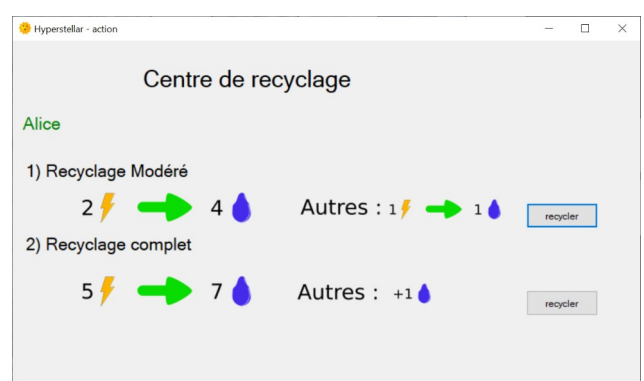 Hyperstellar - action
Centre de recyclage
Alice
1) Recyclage Modéré
2 4 Autres : 1 1 recycler
2) Recyclage complet
5 7 Autres : +1 recycler